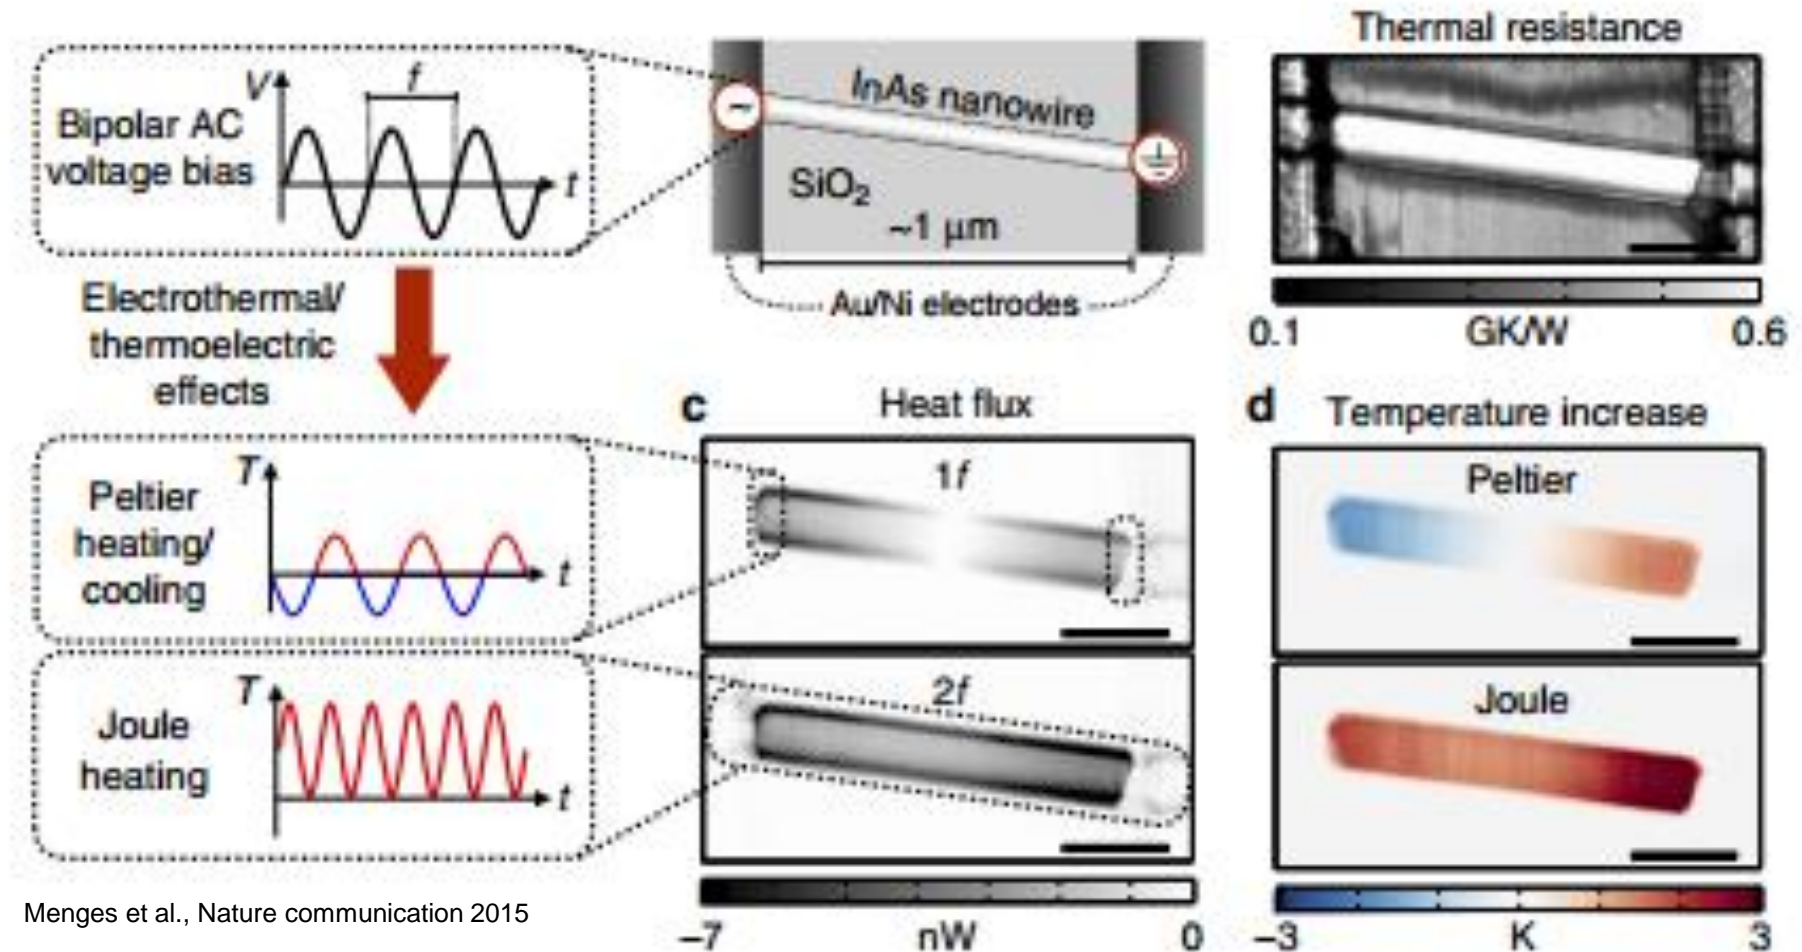 Bipolar AC
voltage bias
V
f
t
~
InAs nanowire
SiO₂
~1 µm
Au/Ni electrodes
Thermal resistance
0.1 GK/W 0.6
Electrothermal/
thermoelectric
effects
Peltier
heating/
cooling
T
t
Joule
heating
T
t
c Heat flux
1f
2f
–7 nW 0
d Temperature increase
Peltier
Joule
–3 K 3
Menges et al., Nature communication 2015